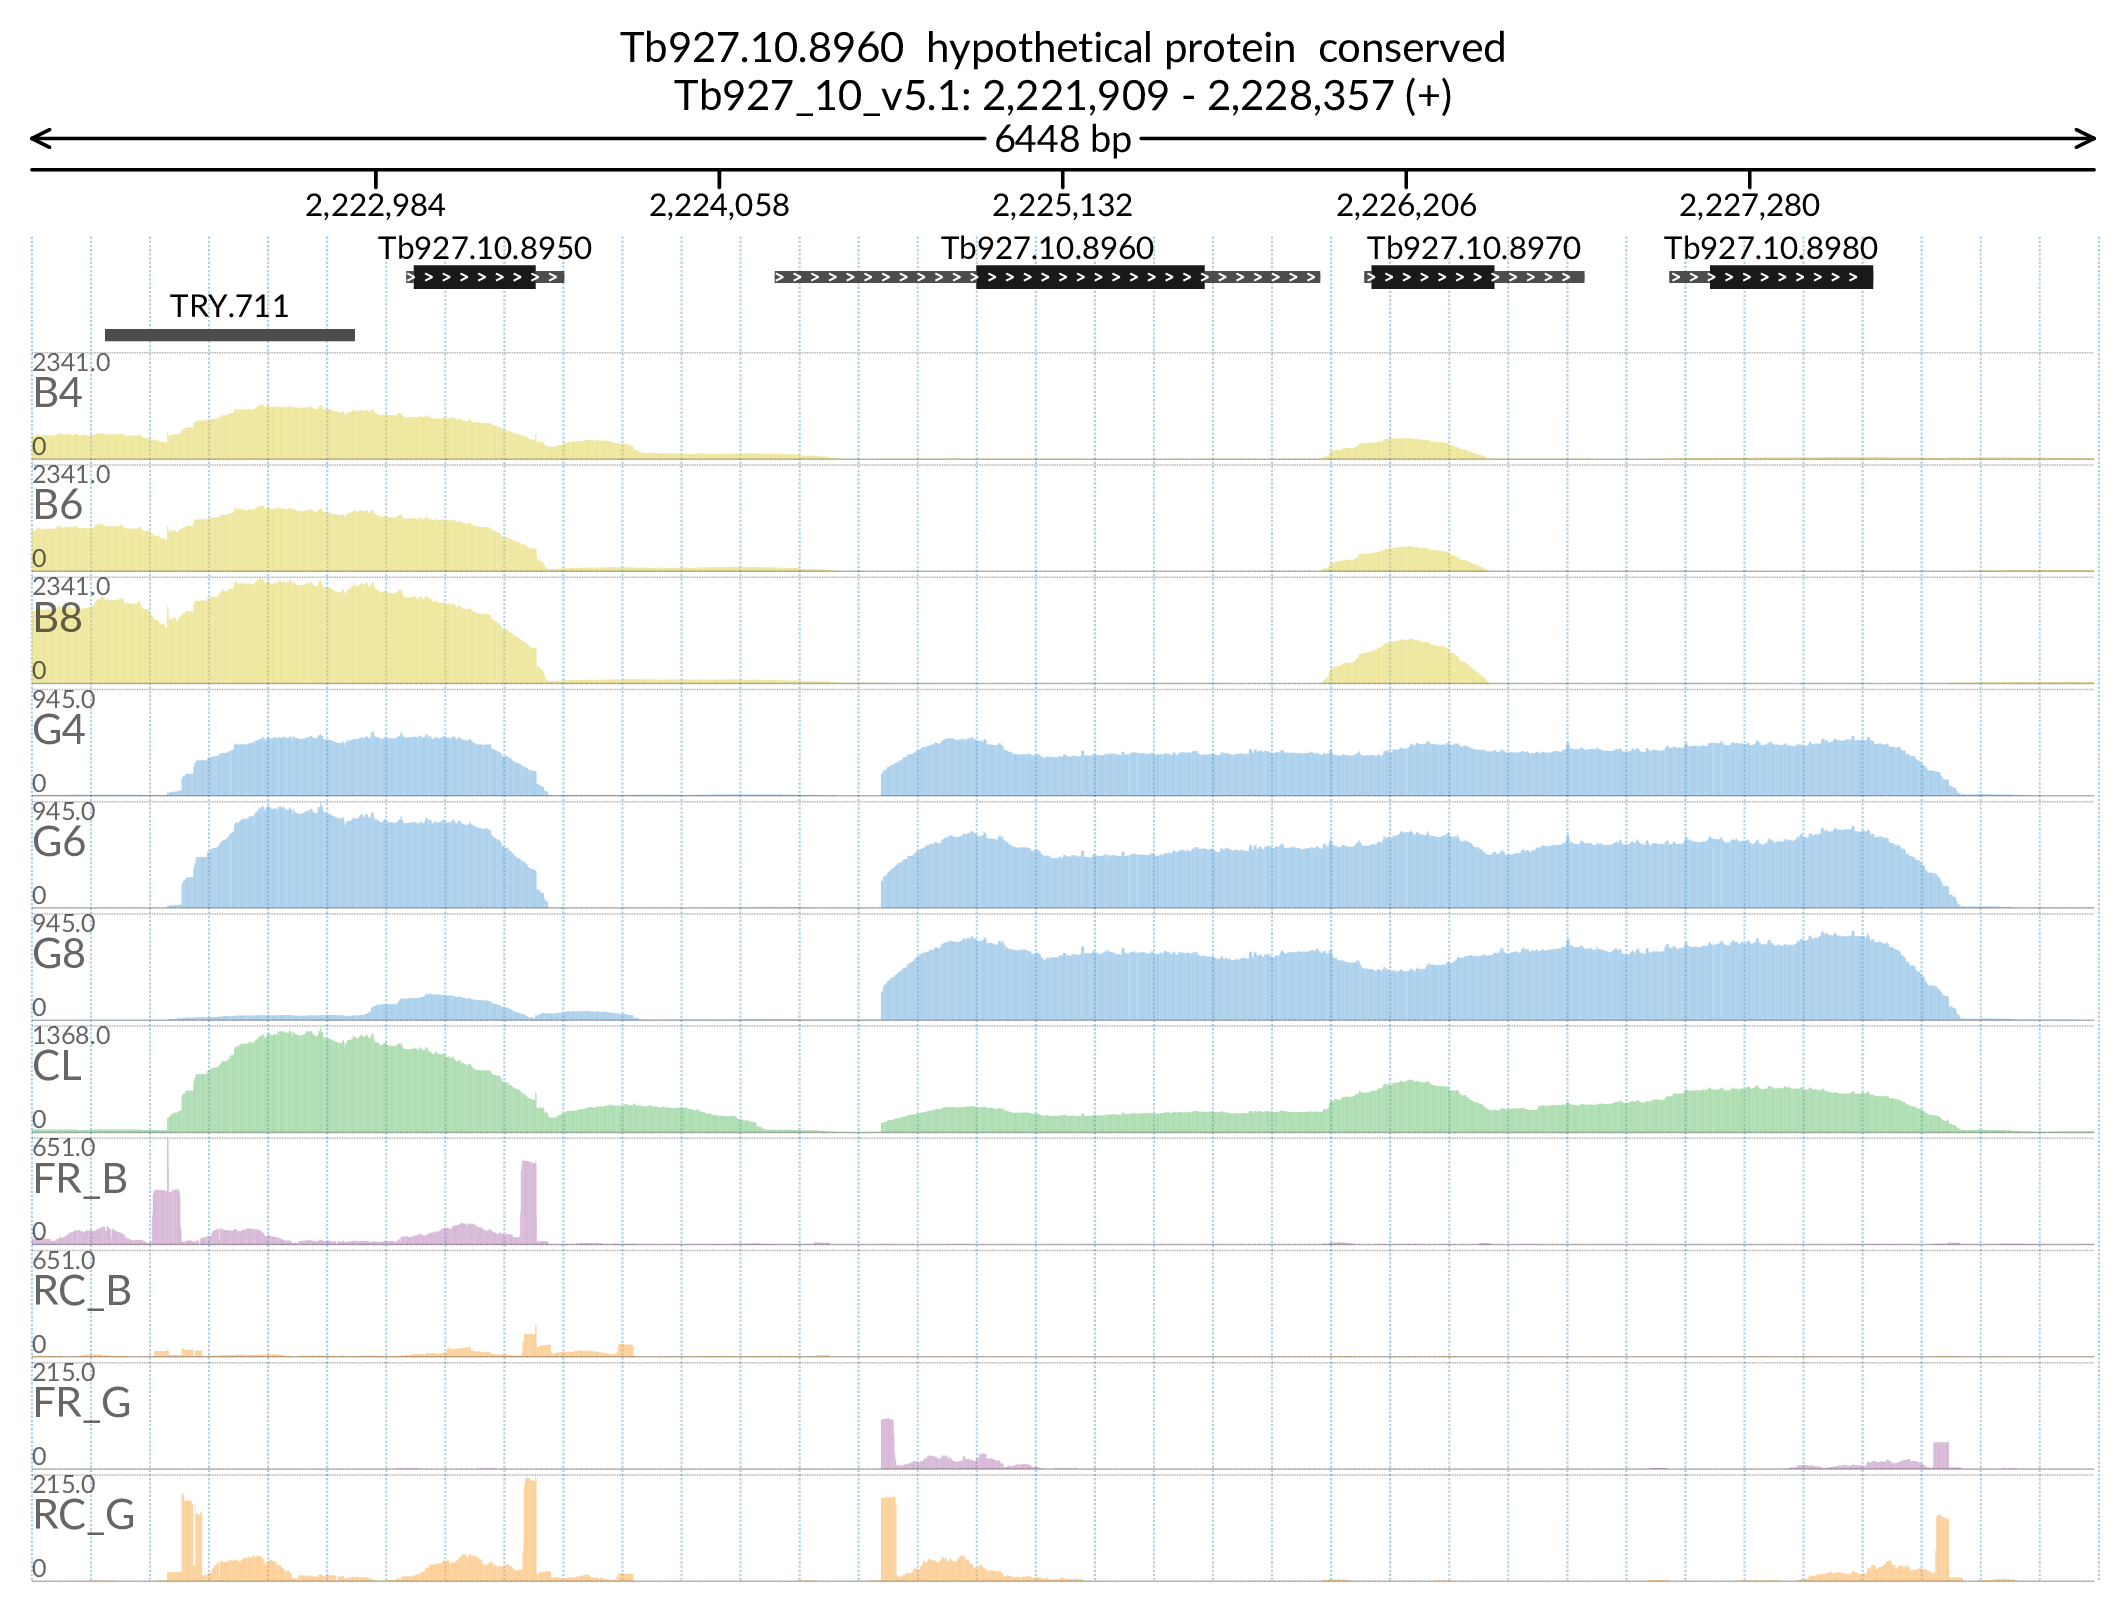 Tb927.10.8960 hypothetical protein conserved
Tb927_10_v5.1: 2,221,909 - 2,228,357 (+)
6448 bp
2,222,984 2,224,058 2,225,132 2,226,206 2,227,280
Tb927.10.8950 Tb927.10.8960 Tb927.10.8970 Tb927.10.8980
TRY.711
2341.0
B4
0
2341.0
B6
0
2341.0
B8
0
945.0
G4
0
945.0
G6
0
945.0
G8
0
1368.0
CL
0
651.0
FR_B
0
651.0
RC_B
0
215.0
FR_G
0
215.0
RC_G
0